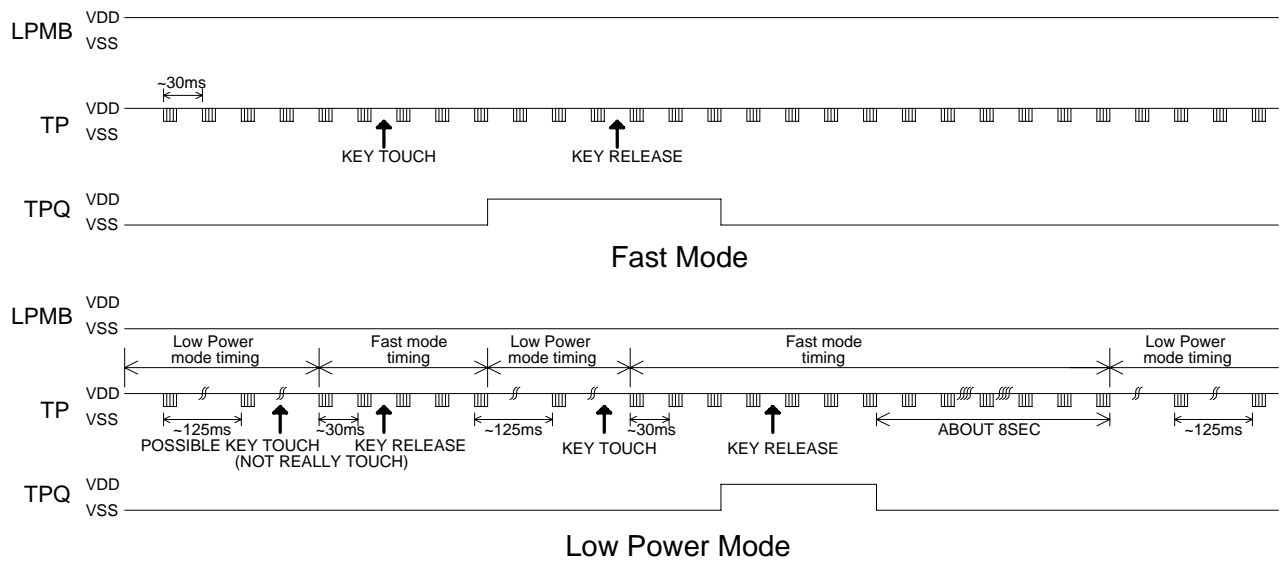 LPMB
VDD
VSS
~30ms
TP
VDD
VSS
KEY TOUCH
KEY RELEASE
TPQ
VDD
VSS
Fast Mode
LPMB
VDD
VSS
Low Power
mode timing
Fast mode
timing
Low Power
mode timing
Fast mode
timing
Low Power
mode timing
TP
VDD
VSS
~125ms
POSSIBLE KEY TOUCH
(NOT REALLY TOUCH)
~30ms
KEY RELEASE
~125ms
KEY TOUCH
~30ms
KEY RELEASE
ABOUT 8SEC
~125ms
TPQ
VDD
VSS
Low Power Mode